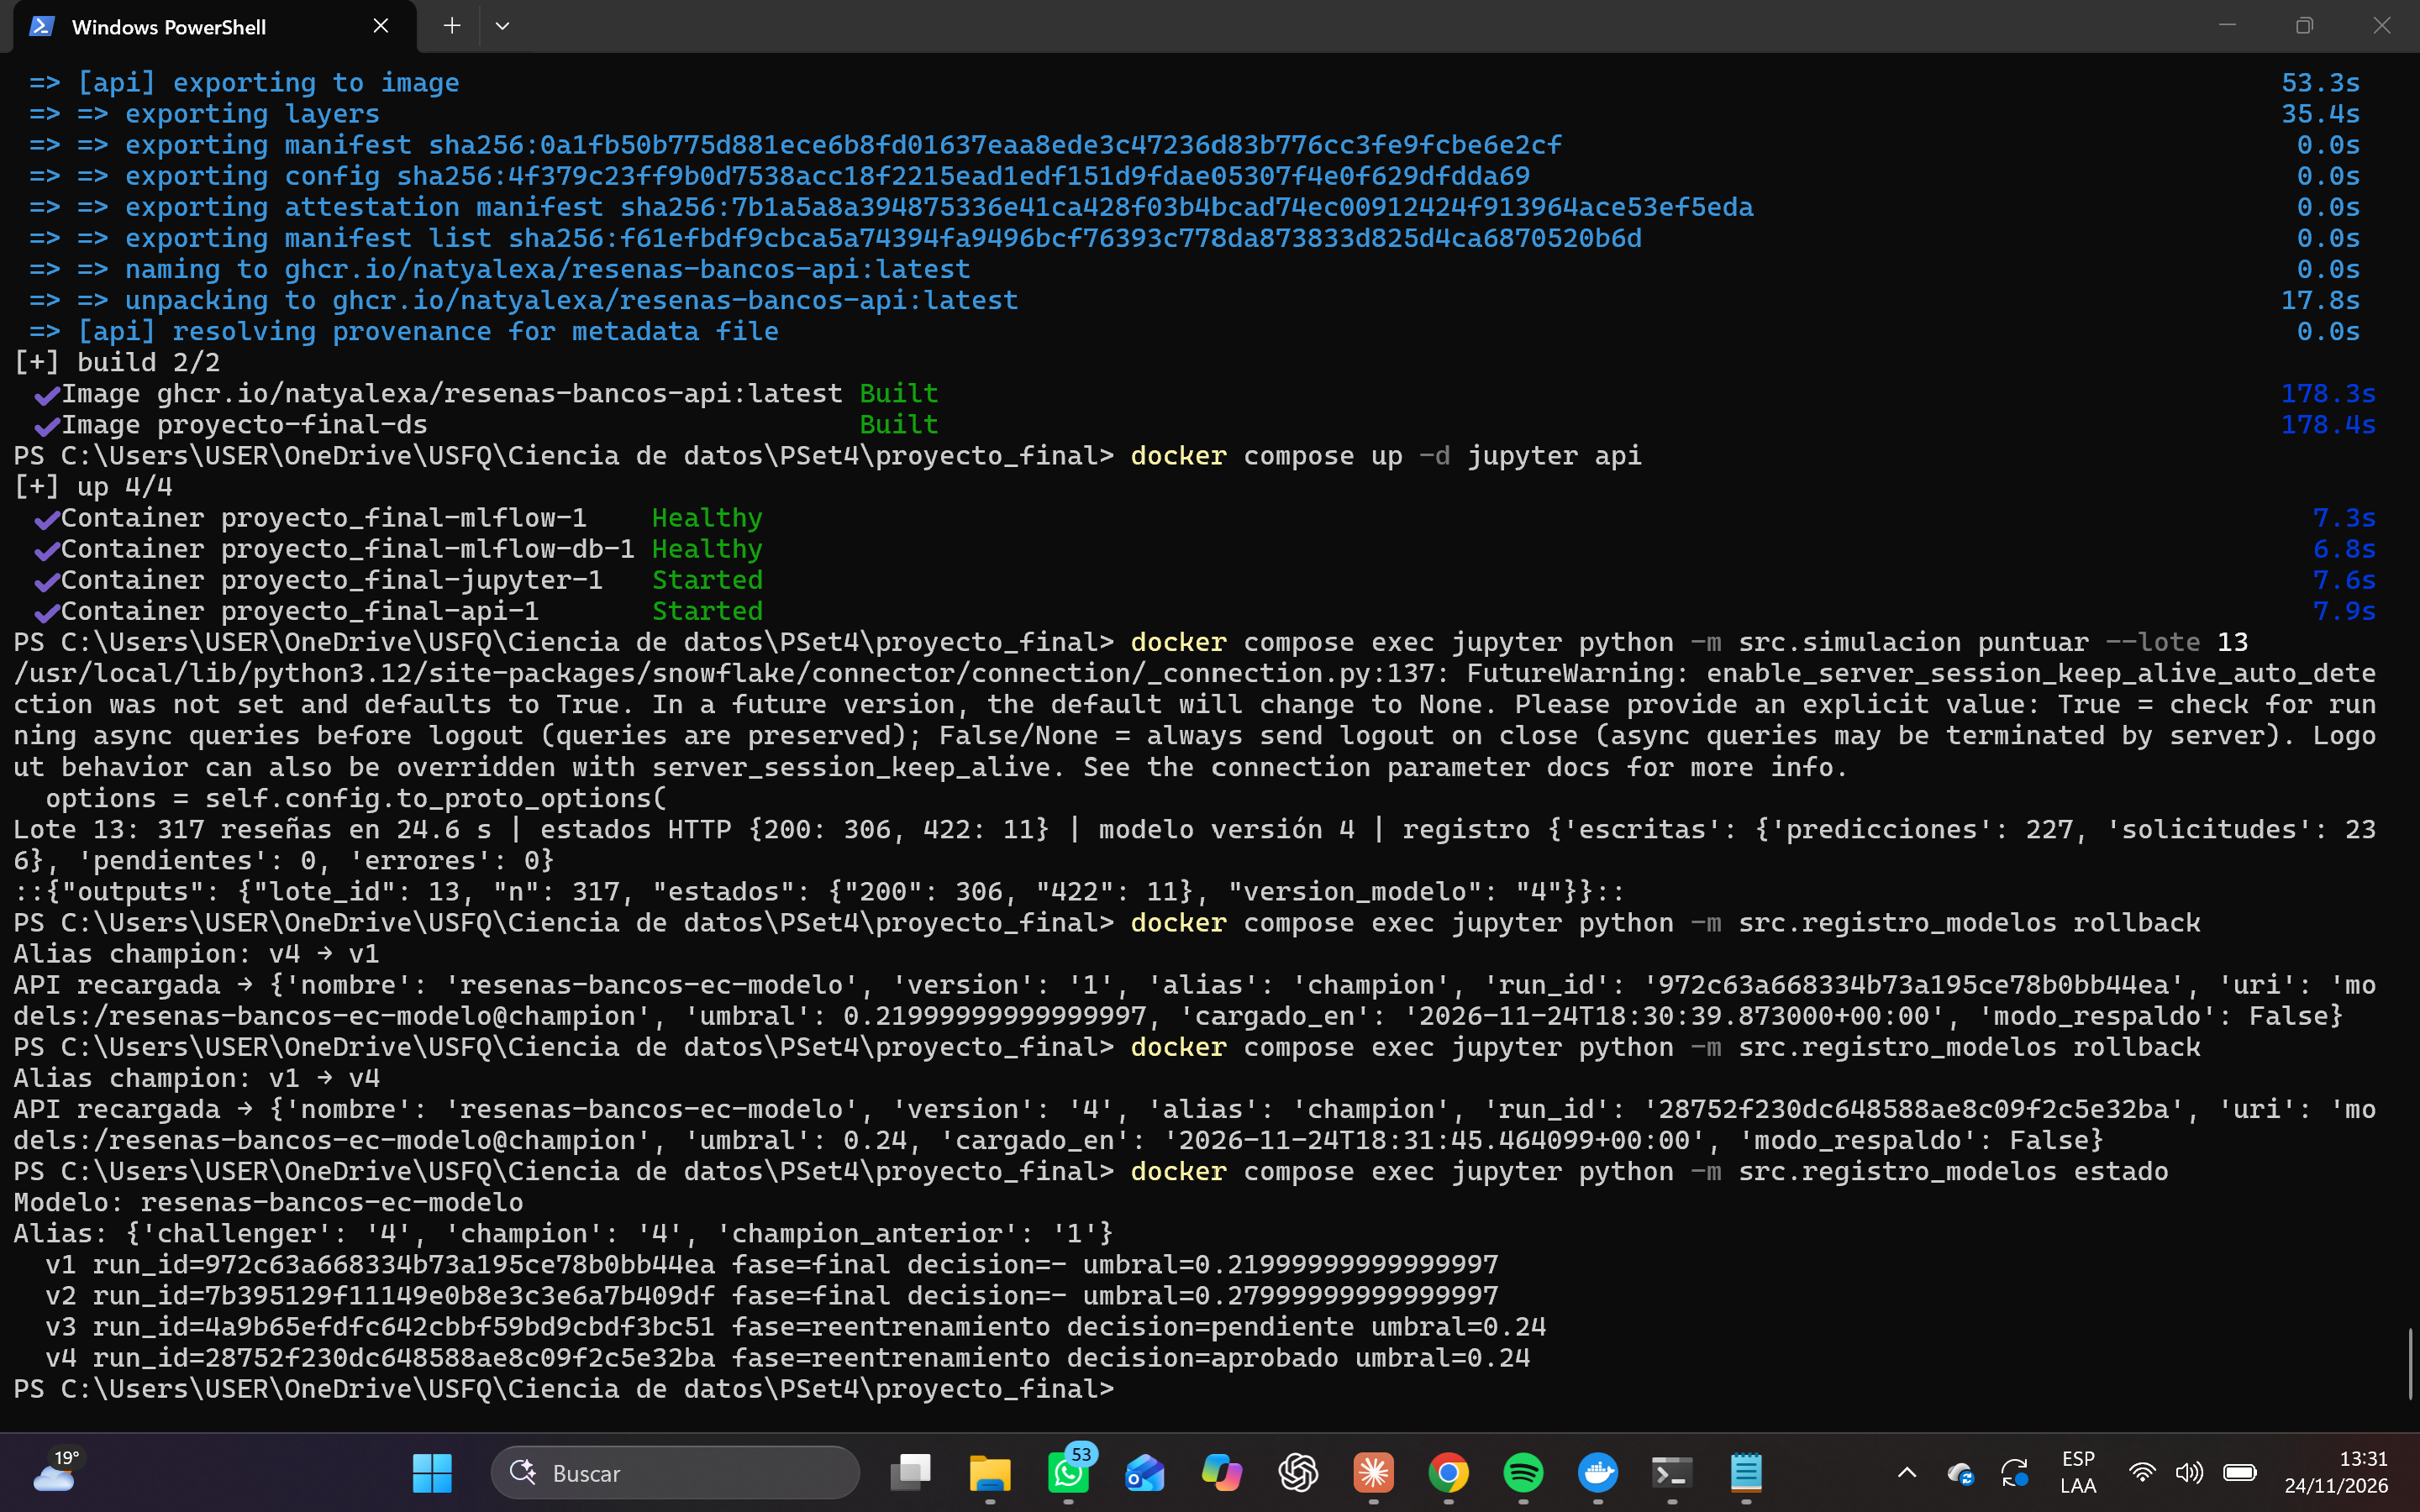 Windows PowerShell
=> [api] exporting to image 53.3s
=> => exporting layers 35.4s
=> => exporting manifest sha256:0a1fb50b775d881ece6b8fd01637eaa8ede3c47236d83b776cc3fe9fcbe6e2cf 0.0s
=> => exporting config sha256:4f379c23ff9b0d7538acc18f2215ead1edf151d9fdae05307f4e0f629dfdda69 0.0s
=> => exporting attestation manifest sha256:7b1a5a8a394875336e41ca428f03b4bcad74ec00912424f913964ace53ef5eda 0.0s
=> => exporting manifest list sha256:f61efbdf9cbca5a74394fa9496bcf76393c778da873833d825d4ca6870520b6d 0.0s
=> => naming to ghcr.io/natyalexa/resenas-bancos-api:latest 0.0s
=> => unpacking to ghcr.io/natyalexa/resenas-bancos-api:latest 17.8s
=> [api] resolving provenance for metadata file 0.0s
[+] build 2/2
✔Image ghcr.io/natyalexa/resenas-bancos-api:latest Built 178.3s
✔Image proyecto-final-ds Built 178.4s
PS C:\Users\USER\OneDrive\USFQ\Ciencia de datos\PSet4\proyecto_final> docker compose up -d jupyter api
[+] up 4/4
✔Container proyecto_final-mlflow-1 Healthy 7.3s
✔Container proyecto_final-mlflow-db-1 Healthy 6.8s
✔Container proyecto_final-jupyter-1 Started 7.6s
✔Container proyecto_final-api-1 Started 7.9s
PS C:\Users\USER\OneDrive\USFQ\Ciencia de datos\PSet4\proyecto_final> docker compose exec jupyter python -m src.simulacion puntuar --lote 13
/usr/local/lib/python3.12/site-packages/snowflake/connector/connection/_connection.py:137: FutureWarning: enable_server_session_keep_alive_auto_dete
ction was not set and defaults to True. In a future version, the default will change to None. Please provide an explicit value: True = check for run
ning async queries before logout (queries are preserved); False/None = always send logout on close (async queries may be terminated by server). Logo
ut behavior can also be overridden with server_session_keep_alive. See the connection parameter docs for more info.
options = self.config.to_proto_options(
Lote 13: 317 reseñas en 24.6 s | estados HTTP {200: 306, 422: 11} | modelo versión 4 | registro {'escritas': {'predicciones': 227, 'solicitudes': 23
6}, 'pendientes': 0, 'errores': 0}
::{"outputs": {"lote_id": 13, "n": 317, "estados": {"200": 306, "422": 11}, "version_modelo": "4"}}::
PS C:\Users\USER\OneDrive\USFQ\Ciencia de datos\PSet4\proyecto_final> docker compose exec jupyter python -m src.registro_modelos rollback
Alias champion: v4 → v1
API recargada → {'nombre': 'resenas-bancos-ec-modelo', 'version': '1', 'alias': 'champion', 'run_id': '972c63a668334b73a195ce78b0bb44ea', 'uri': 'mo
dels:/resenas-bancos-ec-modelo@champion', 'umbral': 0.21999999999999997, 'cargado_en': '2026-11-24T18:30:39.873000+00:00', 'modo_respaldo': False}
PS C:\Users\USER\OneDrive\USFQ\Ciencia de datos\PSet4\proyecto_final> docker compose exec jupyter python -m src.registro_modelos rollback
Alias champion: v1 → v4
API recargada → {'nombre': 'resenas-bancos-ec-modelo', 'version': '4', 'alias': 'champion', 'run_id': '28752f230dc648588ae8c09f2c5e32ba', 'uri': 'mo
dels:/resenas-bancos-ec-modelo@champion', 'umbral': 0.24, 'cargado_en': '2026-11-24T18:31:45.464099+00:00', 'modo_respaldo': False}
PS C:\Users\USER\OneDrive\USFQ\Ciencia de datos\PSet4\proyecto_final> docker compose exec jupyter python -m src.registro_modelos estado
Modelo: resenas-bancos-ec-modelo
Alias: {'challenger': '4', 'champion': '4', 'champion_anterior': '1'}
v1 run_id=972c63a668334b73a195ce78b0bb44ea fase=final decision=- umbral=0.21999999999999997
v2 run_id=7b395129f11149e0b8e3c3e6a7b409df fase=final decision=- umbral=0.27999999999999997
v3 run_id=4a9b65efdfc642cbbf59bd9cbdf3bc51 fase=reentrenamiento decision=pendiente umbral=0.24
v4 run_id=28752f230dc648588ae8c09f2c5e32ba fase=reentrenamiento decision=aprobado umbral=0.24
PS C:\Users\USER\OneDrive\USFQ\Ciencia de datos\PSet4\proyecto_final>
19°
Buscar
53
ESP
LAA
13:31
24/11/2026